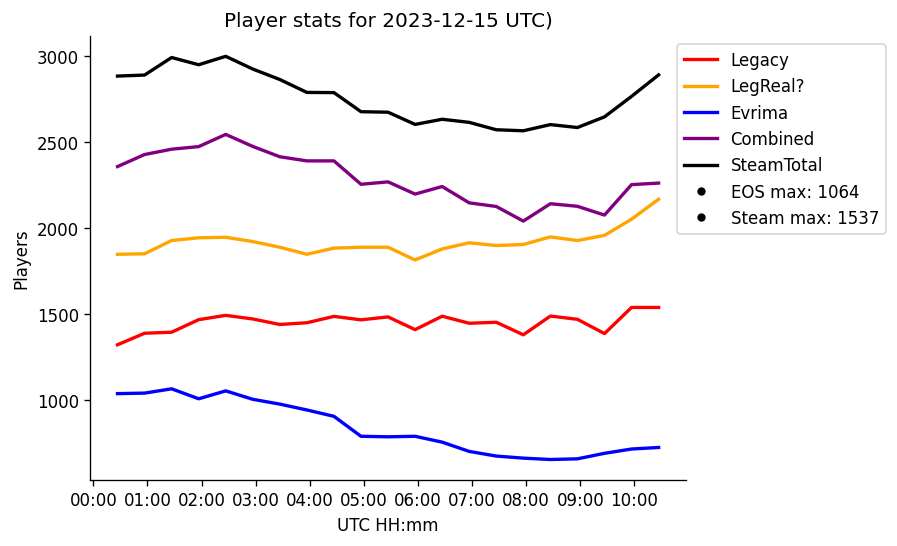 Player stats for 2023-12-15 UTC)
Players
3000
2500
2000
1500
1000
00:00 01:00 02:00 03:00 04:00 05:00 06:00 07:00 08:00 09:00 10:00
UTC HH:mm
Legacy
LegReal?
Evrima
Combined
SteamTotal
EOS max: 1064
Steam max: 1537